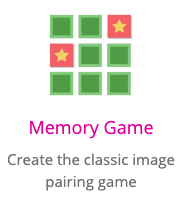 Memory Game
Create the classic image
pairing game